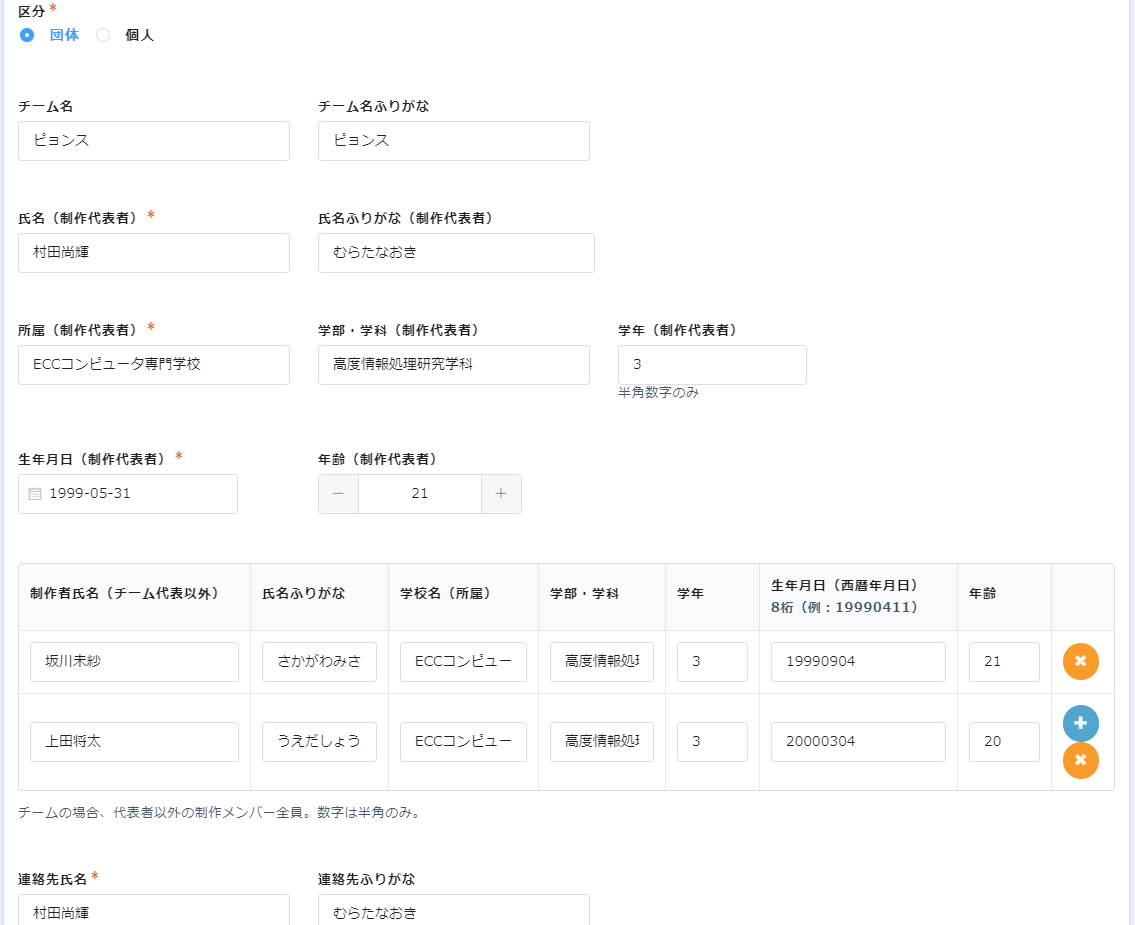 区分*
団体 個人
チーム名 チーム名ふりがな
ピョンス ピョンス
氏名（制作代表者）* 氏名ふりがな（制作代表者）
村田尚輝 むらたなおき
所属（制作代表者）* 学部・学科（制作代表者） 学年（制作代表者）
ECCコンピュータ専門学校 高度情報処理研究学科 3
半角数字のみ
生年月日（制作代表者）* 年齢（制作代表者）
1999-05-31 − 21 +
制作者氏名（チーム代表以外） 氏名ふりがな 学校名（所属） 学部・学科 学年 生年月日（西暦年月日） 年齢
8桁（例：19990411）
坂川未紗 さかがわみさ ECCコンピュー 高度情報処 3 19990904 21
上田将太 うえだしょう ECCコンピュー 高度情報処 3 20000304 20
チームの場合、代表者以外の制作メンバー全員。数字は半角のみ。
連絡先氏名* 連絡先ふりがな
村田尚輝 むらたなおき